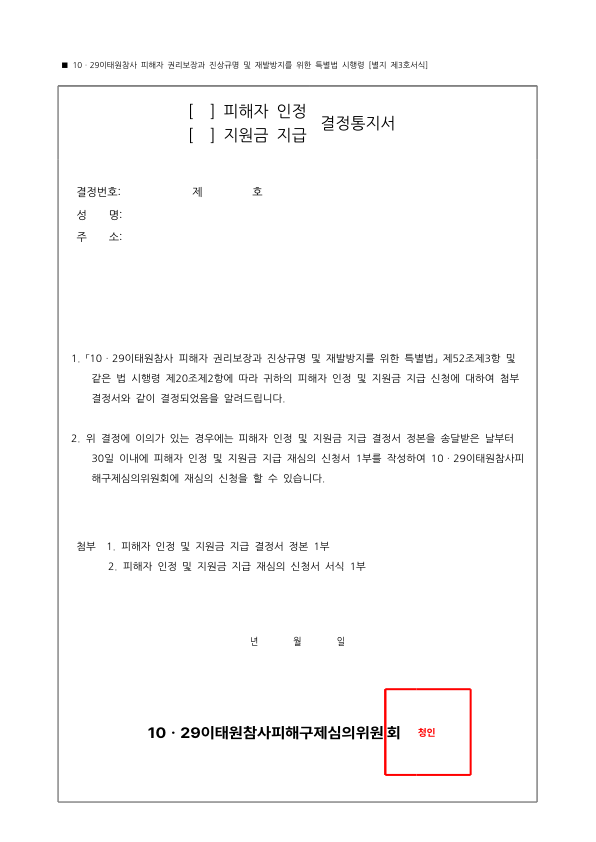 ■ 10ㆍ29이태원참사 피해자 권리보장과 진상규명 및 재발방지를 위한 특별법 시행령 [별지 제3호서식]
[  ] 피해자 인정
[  ] 지원금 지급
결정통지서
결정번호: 제 호
성 명:
주 소:
1. 「10ㆍ29이태원참사 피해자 권리보장과 진상규명 및 재발방지를 위한 특별법」 제52조제3항 및
같은 법 시행령 제20조제2항에 따라 귀하의 피해자 인정 및 지원금 지급 신청에 대하여 첨부
결정서와 같이 결정되었음을 알려드립니다.
2. 위 결정에 이의가 있는 경우에는 피해자 인정 및 지원금 지급 결정서 정본을 송달받은 날부터
30일 이내에 피해자 인정 및 지원금 지급 재심의 신청서 1부를 작성하여 10ㆍ29이태원참사피
해구제심의위원회에 재심의 신청을 할 수 있습니다.
첨부 1. 피해자 인정 및 지원금 지급 결정서 정본 1부
2. 피해자 인정 및 지원금 지급 재심의 신청서 서식 1부
년 월 일
10ㆍ29이태원참사피해구제심의위원회 청인